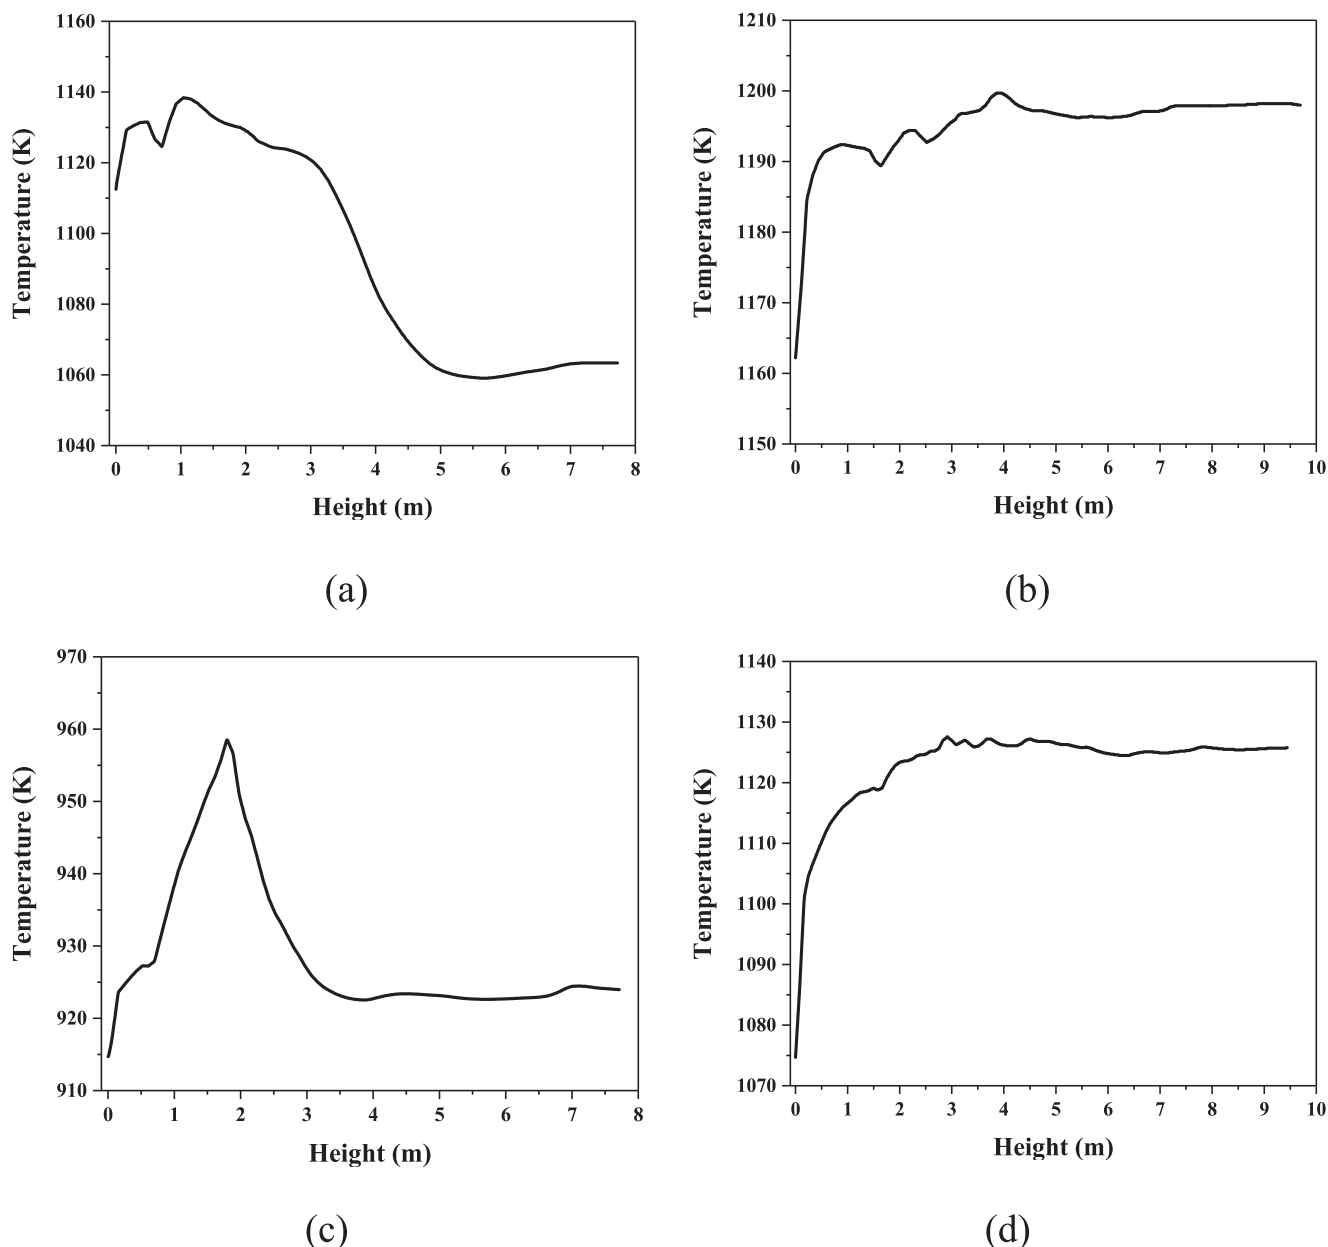 1160
1140
1120
1100
1080
1060
1040
Temperature (K)
0 1 2 3 4 5 6 7 8
Height (m)
(a)
1210
1200
1190
1180
1170
1160
1150
Temperature (K)
0 1 2 3 4 5 6 7 8 9 10
Height (m)
(b)
970
960
950
940
930
920
910
Temperature (K)
0 1 2 3 4 5 6 7 8
Height (m)
(c)
1140
1130
1120
1110
1100
1090
1080
1070
Temperature (K)
0 1 2 3 4 5 6 7 8 9 10
Height (m)
(d)